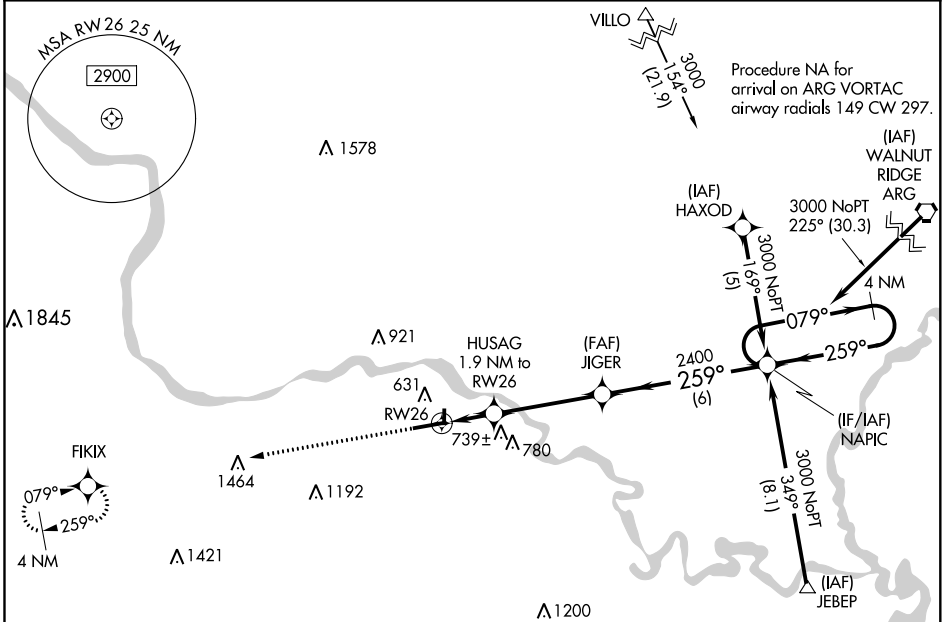 MSA RW26 25 NM
2900
VILLO
3000
154°
(21.9)
Procedure NA for
arrival on ARG VORTAC
airway radials 149 CW 297.
1578
(IAF)
WALNUT
RIDGE
ARG
(IAF)
HAXOD
3000 NoPT
225° (30.3)
3000 NoPT
169°
(5)
4 NM
079°
259°
1845
921
HUSAG
1.9 NM to
RW26
(FAF)
JIGER
2400
259°
(6)
(IF/IAF)
NAPIC
631
RW26
739±
780
3000 NoPT
349°
(8.1)
FIKIX
079°
259°
4 NM
1464
1192
1421
(IAF)
JEBEP
1200